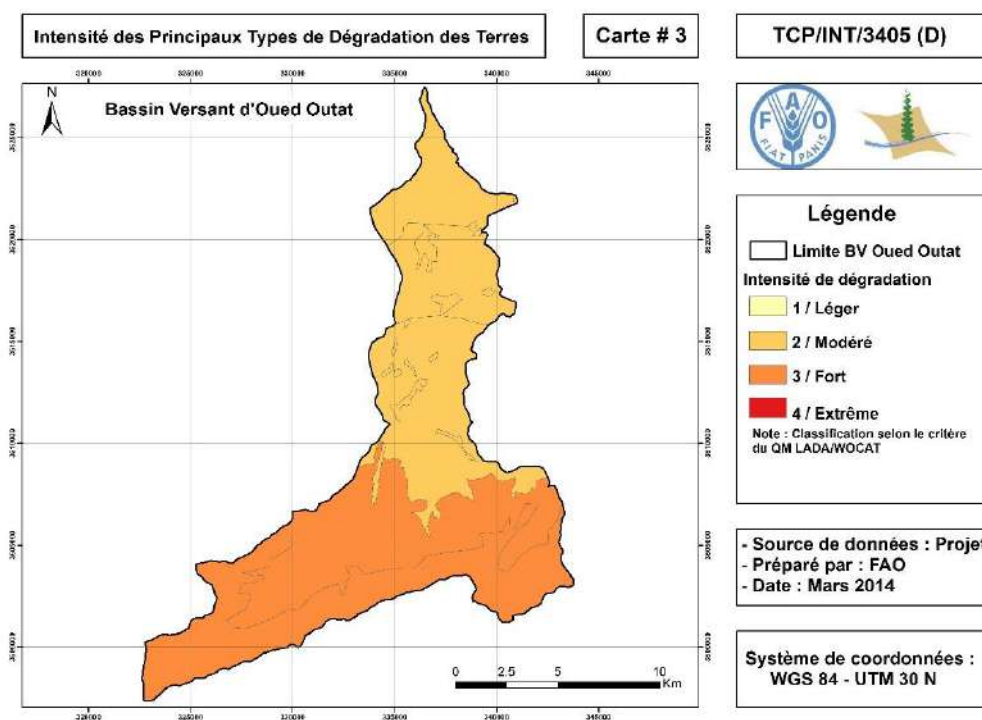 Intensité des Principaux Types de Dégradation des Terres
Carte # 3
TCP/INT/3405 (D)
N
Bassin Versant d'Oued Outat
F A O
FIAT PANIS
Légende
Limite BV Oued Outat
Intensité de dégradation
1 / Léger
2 / Modéré
3 / Fort
4 / Extrême
Note : Classification selon le critère
du QM LADA/WOCAT
- Source de données : Projet
- Préparé par : FAO
- Date : Mars 2014
Système de coordonnées :
WGS 84 - UTM 30 N
0 2.5 5 10
Km